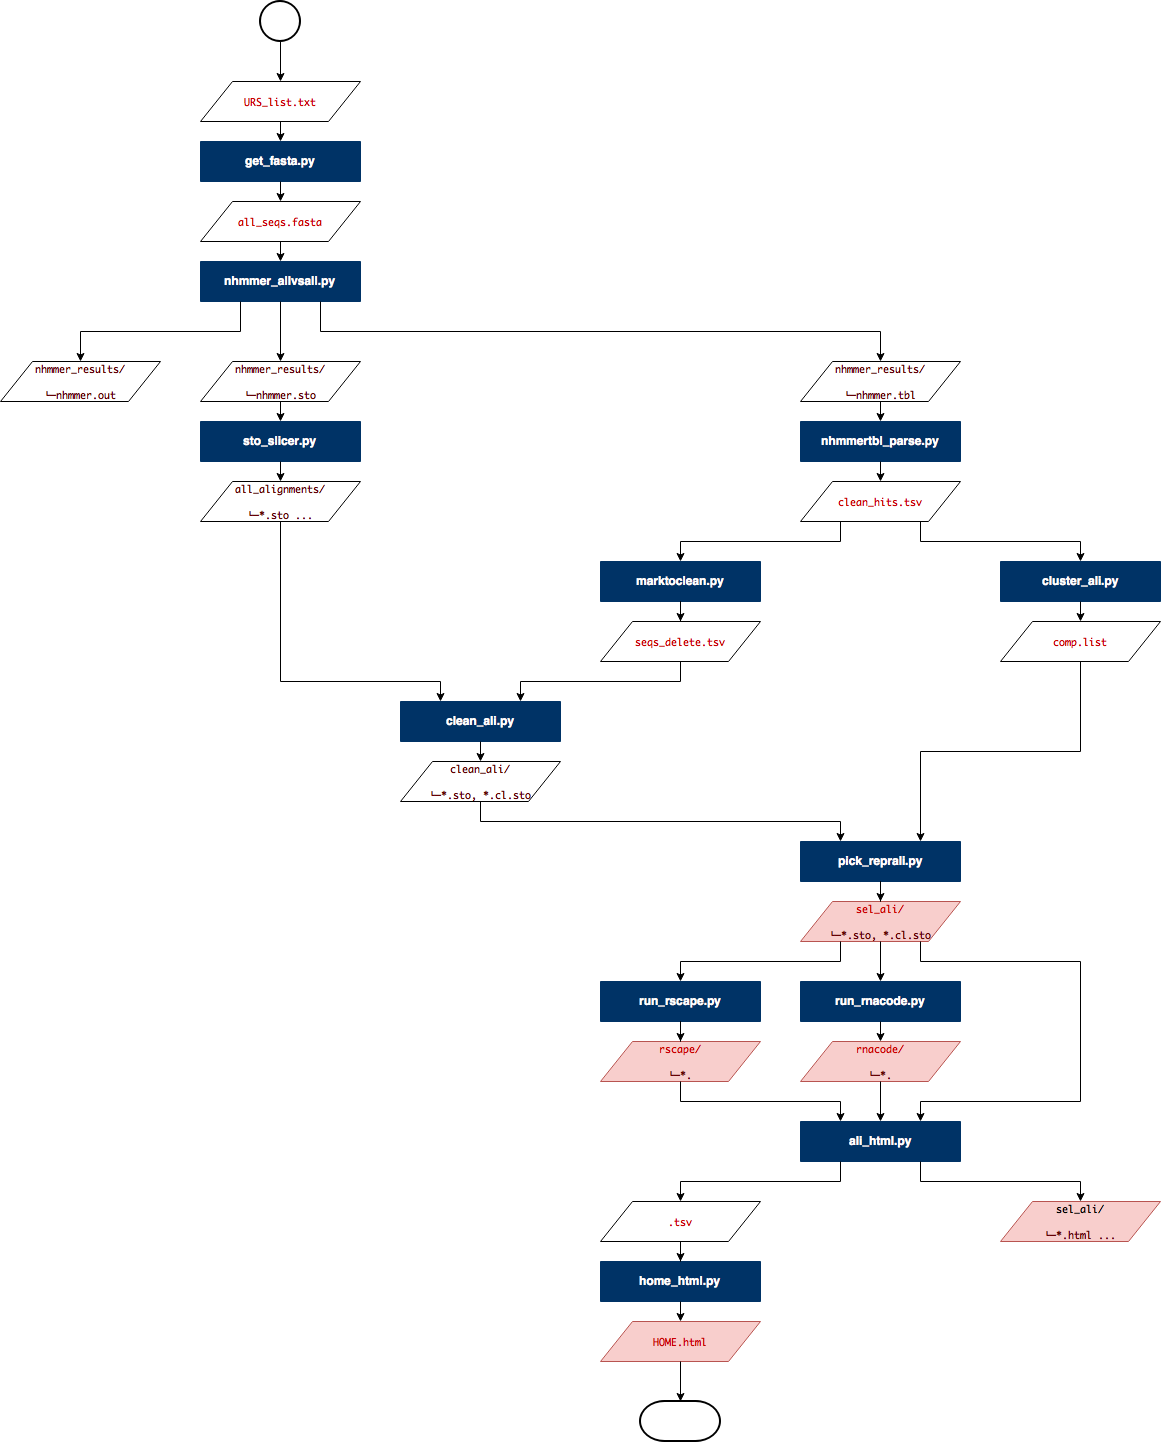 URS_list.txt
get_fasta.py
all_seqs.fasta
nhmmer_allvsall.py
nhmmer_results/
└─nhmmer.out
nhmmer_results/
└─nhmmer.sto
nhmmer_results/
└─nhmmer.tbl
sto_slicer.py
nhmmertbl_parse.py
all_alignments/
└─*.sto ...
clean_hits.tsv
marktoclean.py
cluster_all.py
seqs_delete.tsv
comp.list
clean_ali.py
clean_ali/
└─*.sto, *.cl.sto
pick_reprali.py
sel_ali/
└─*.sto, *.cl.sto
run_rscape.py
run_rnacode.py
rscape/
└─*.
rnacode/
└─*.
ali_html.py
.tsv
sel_ali/
└─*.html ...
home_html.py
HOME.html